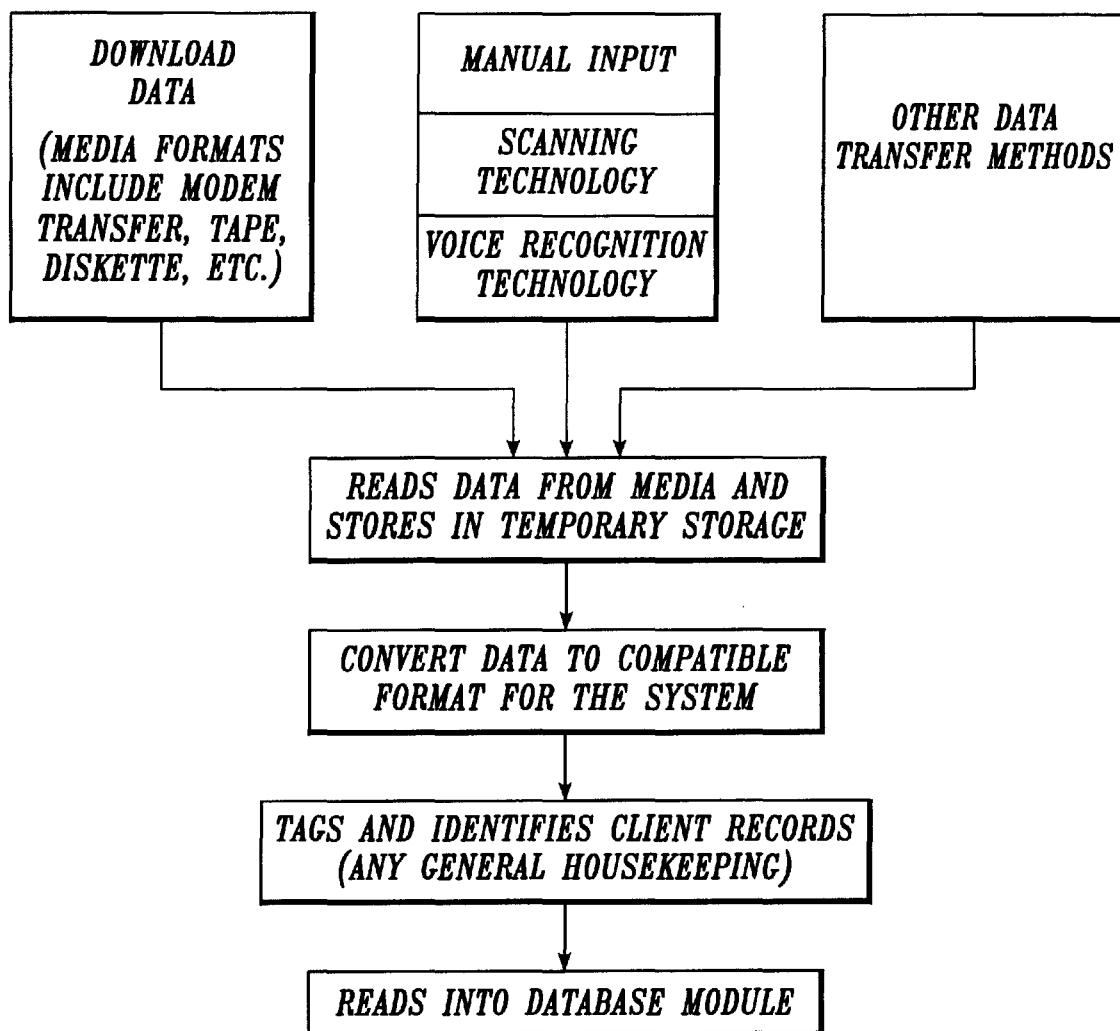 DOWNLOAD
DATA
(MEDIA FORMATS
INCLUDE MODEM
TRANSFER, TAPE,
DISKETTE, ETC.)
MANUAL INPUT
SCANNING
TECHNOLOGY
VOICE RECOGNITION
TECHNOLOGY
OTHER DATA
TRANSFER METHODS
READS DATA FROM MEDIA AND
STORES IN TEMPORARY STORAGE
CONVERT DATA TO COMPATIBLE
FORMAT FOR THE SYSTEM
TAGS AND IDENTIFIES CLIENT RECORDS
(ANY GENERAL HOUSEKEEPING)
READS INTO DATABASE MODULE